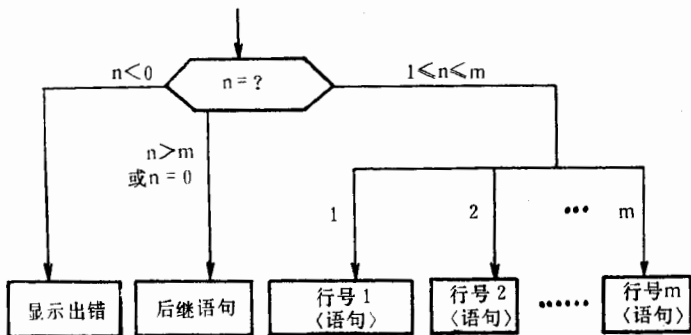 n<0
n = ?
1≤n≤m
n>m
或n = 0
1
2
••• m
显示出错
后继语句
行号1
〈语句〉
行号2
〈语句〉
••••••
行号m
〈语句〉